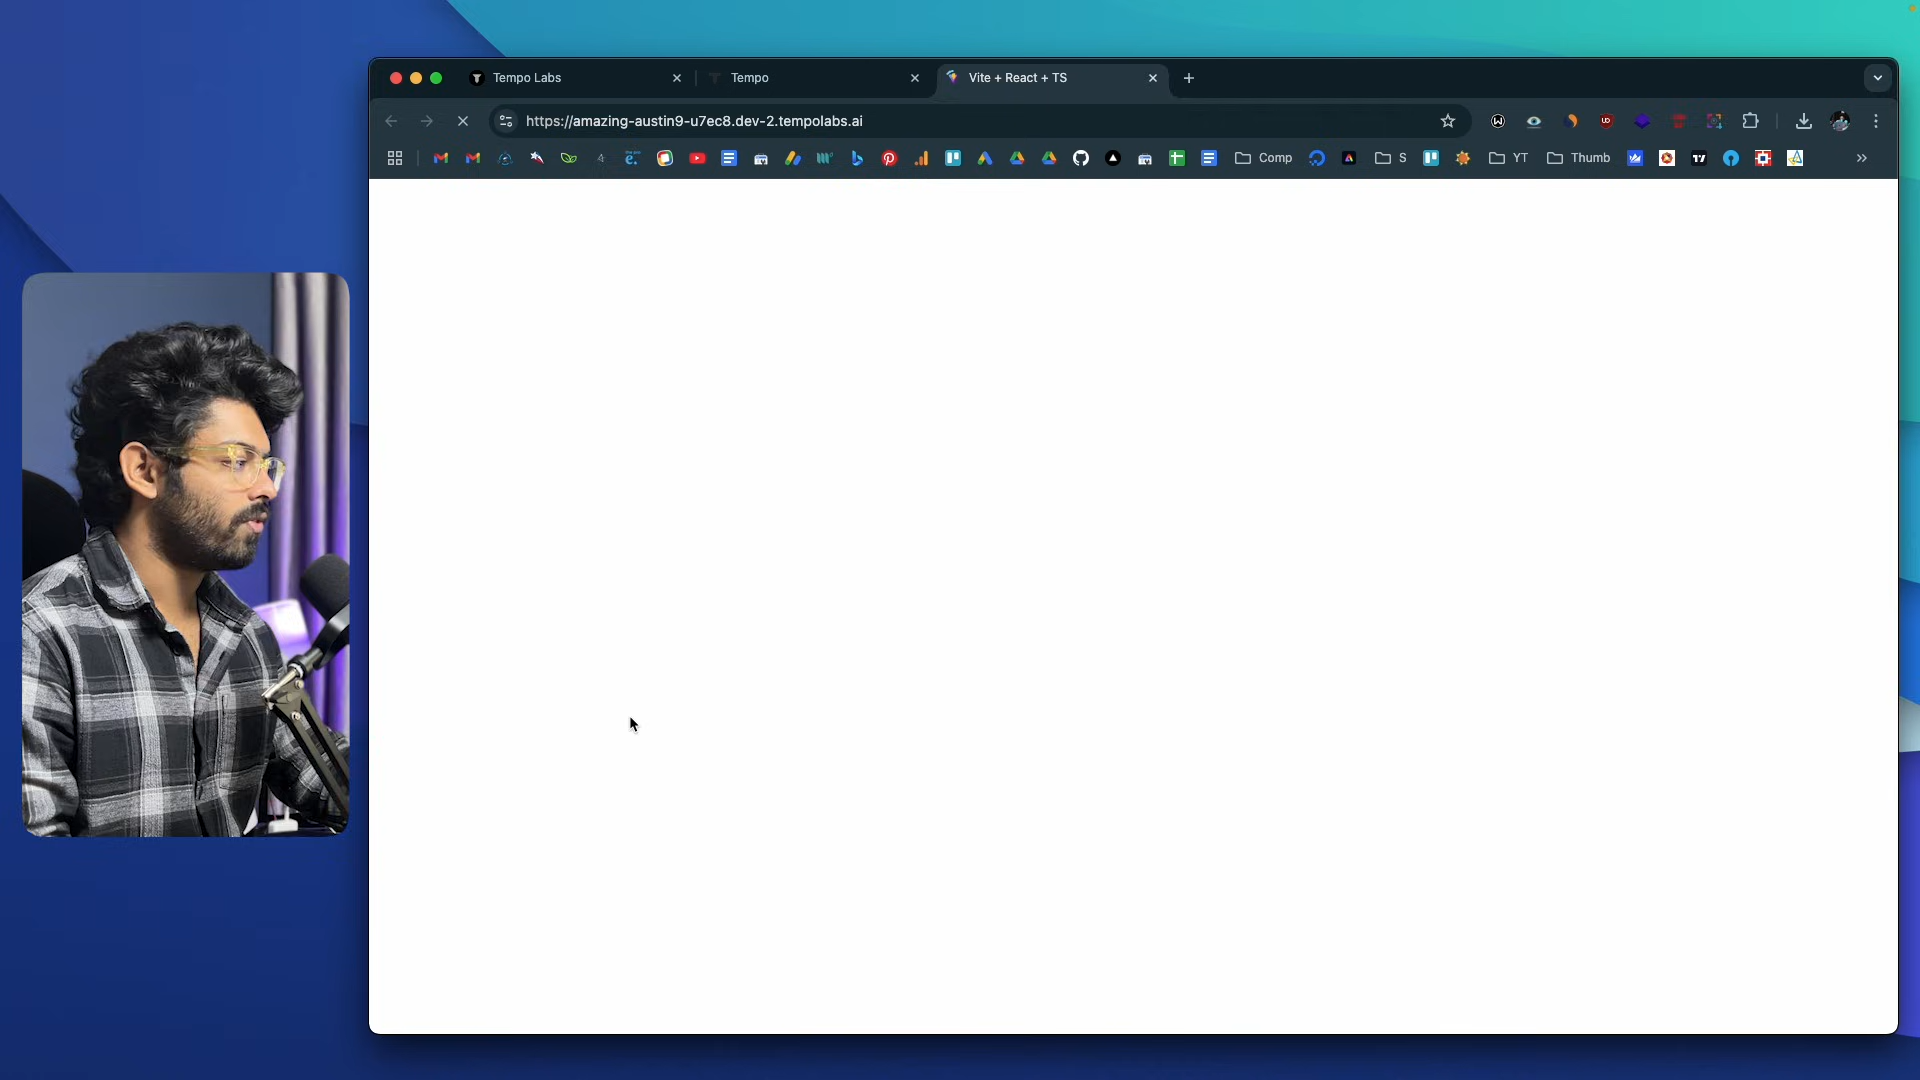 Tempo Labs
Tempo
Vite + React + TS
https://amazing-austin9-u7ec8.dev-2.tempolabs.ai
Comp
S
YT
Thumb